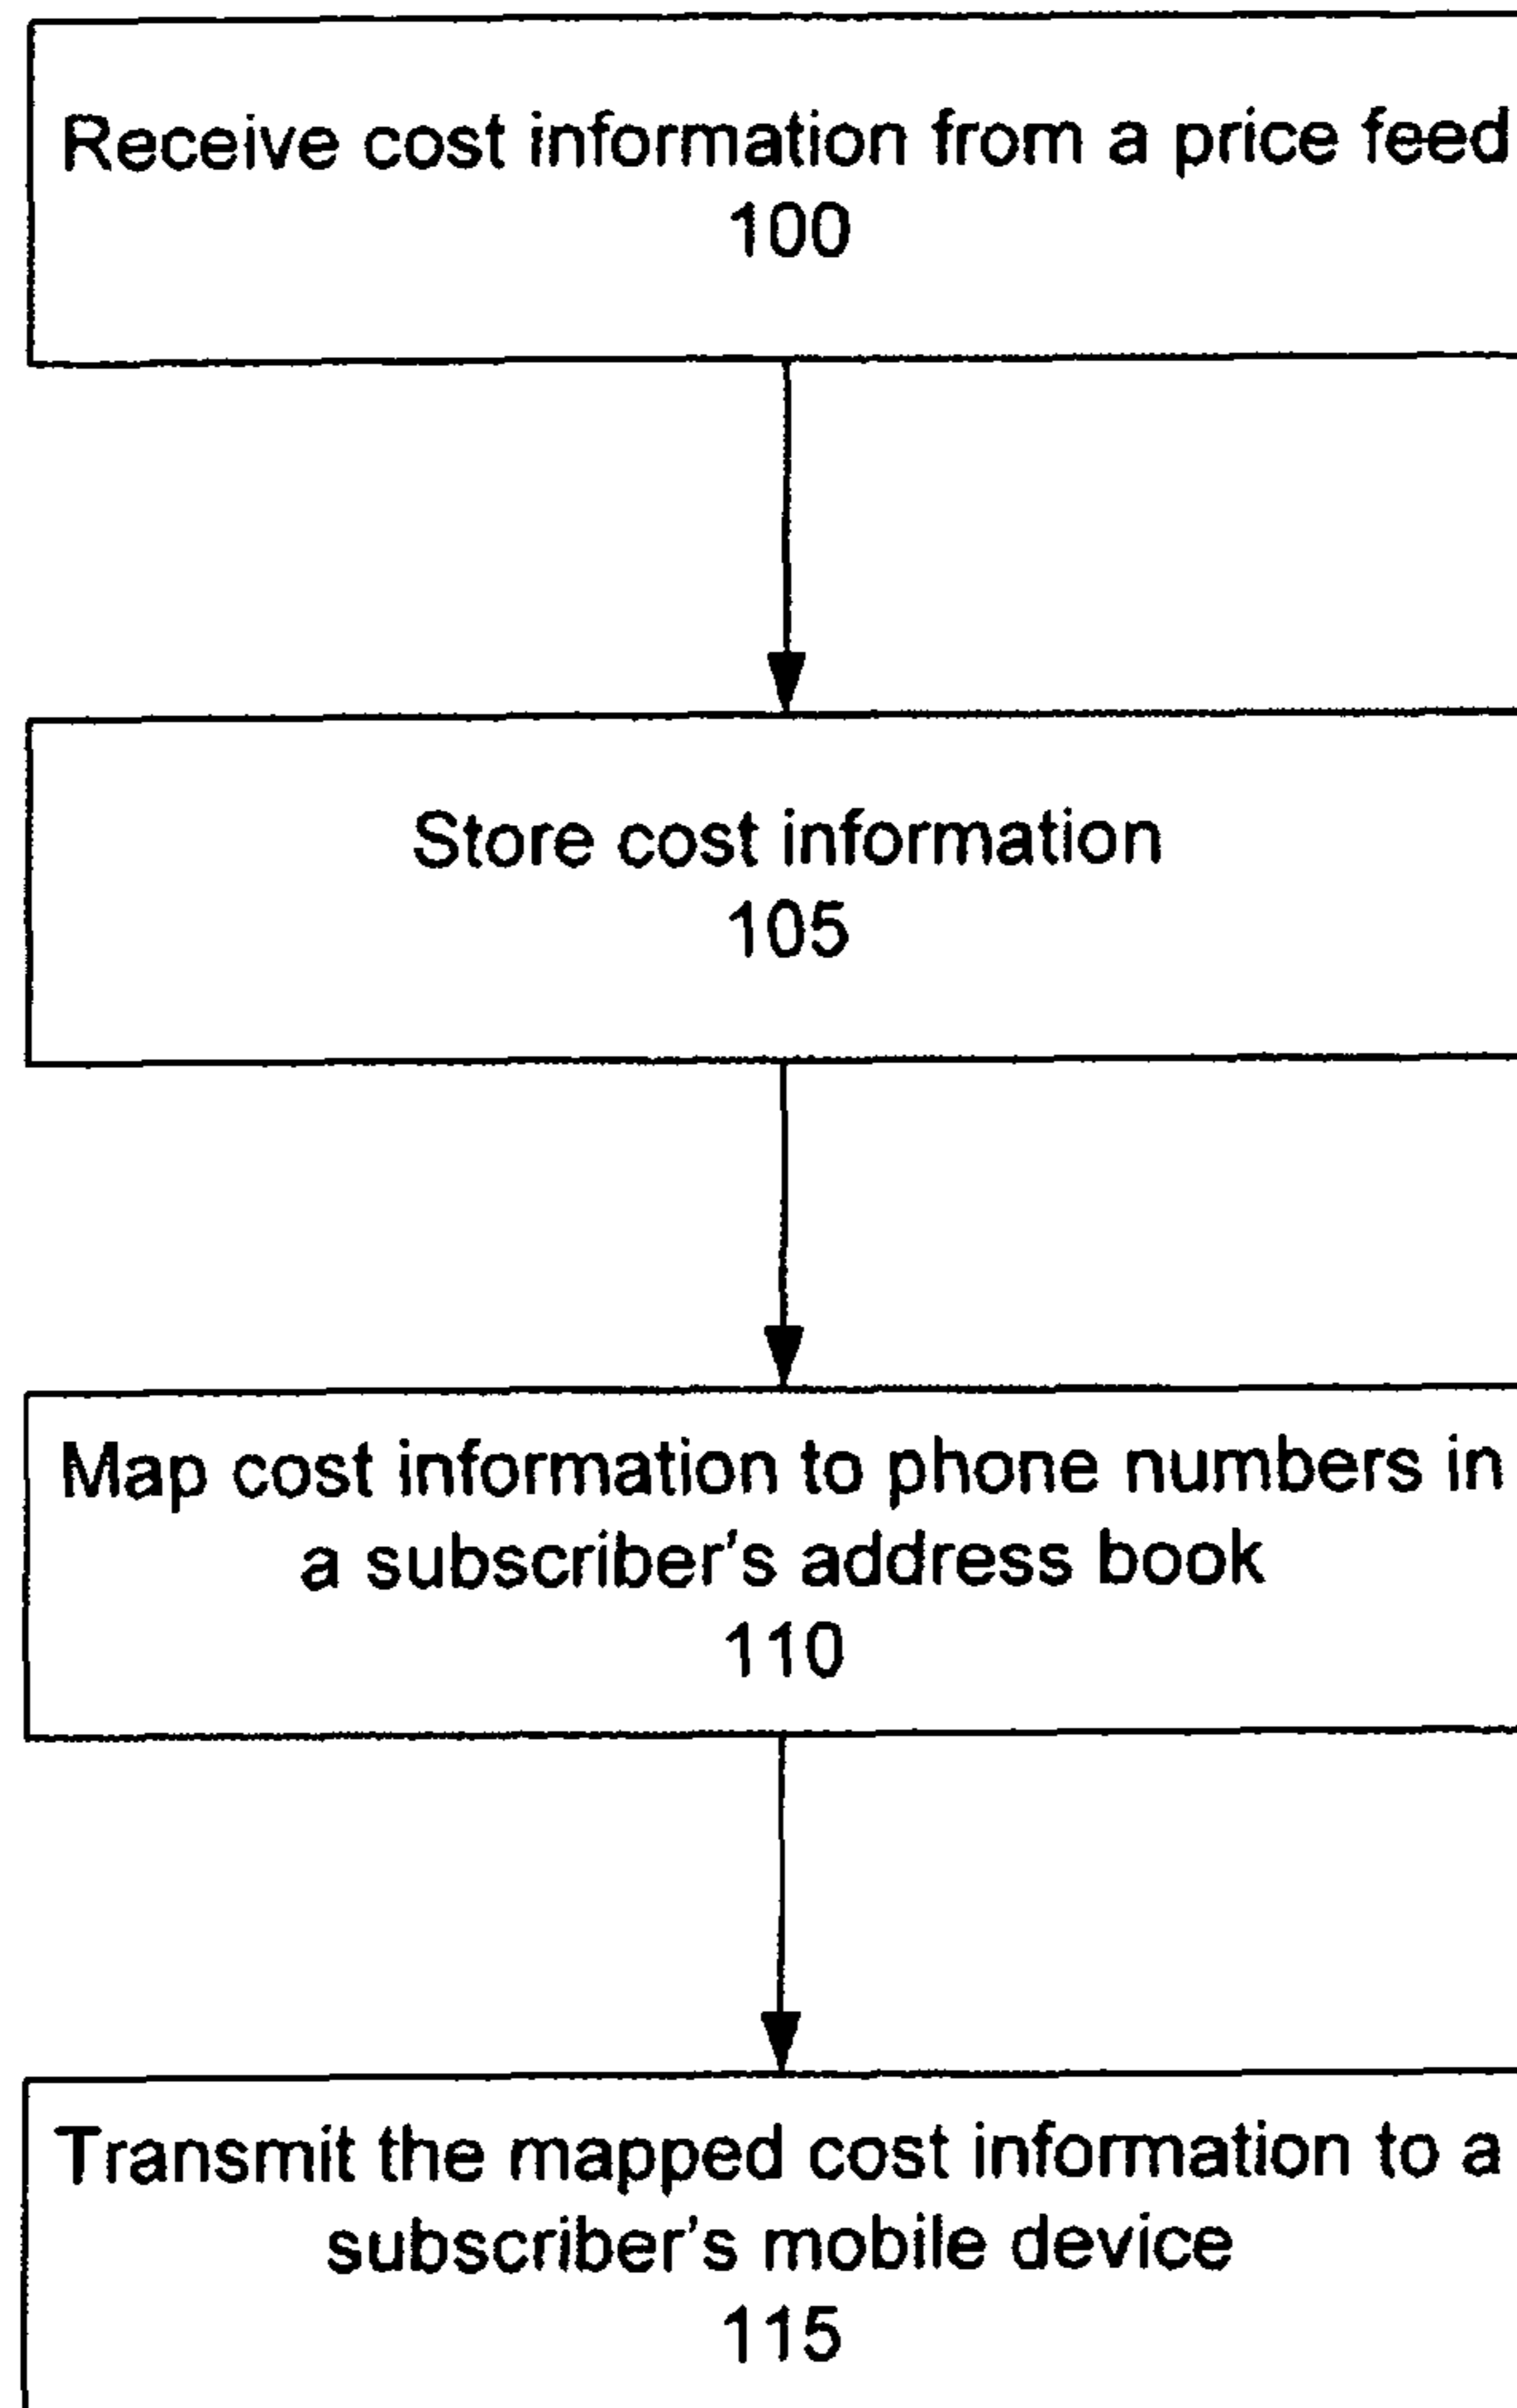 Receive cost information from a price feed
100
Store cost information
105
Map cost information to phone numbers in
a subscriber's address book
110
Transmit the mapped cost information to a
subscriber's mobile device
115